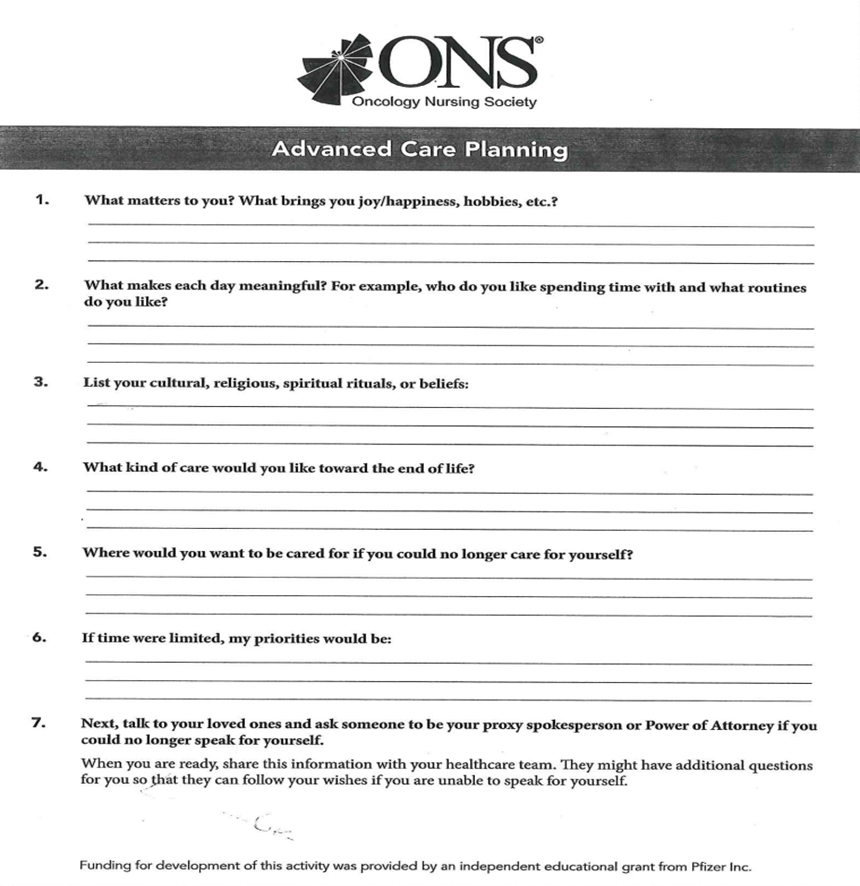 ONS®
Oncology Nursing Society
Advanced Care Planning
1. What matters to you? What brings you joy/happiness, hobbies, etc.?
2. What makes each day meaningful? For example, who do you like spending time with and what routines
do you like?
3. List your cultural, religious, spiritual rituals, or beliefs:
4. What kind of care would you like toward the end of life?
5. Where would you want to be cared for if you could no longer care for yourself?
6. If time were limited, my priorities would be:
7. Next, talk to your loved ones and ask someone to be your proxy spokesperson or Power of Attorney if you
could no longer speak for yourself.
When you are ready, share this information with your healthcare team. They might have additional questions
for you so that they can follow your wishes if you are unable to speak for yourself.
Funding for development of this activity was provided by an independent educational grant from Pfizer Inc.